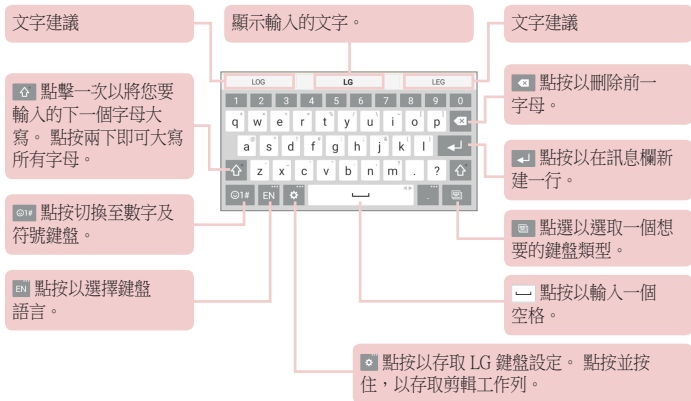 文字建議
顯示輸入的文字。
文字建議
LOG LG LEG
1 2 3 4 5 6 7 8 9 0
q w e r t y u i o p
a s d f g h j k l
z x c v b n m . ?
1# EN .
點擊一次以將您要
輸入的下一個字母大
寫。 點按兩下即可大寫
所有字母。
1# 點按切換至數字及
符號鍵盤。
EN 點按以選擇鍵盤
語言。
點按以刪除前一
字母。
點按以在訊息欄新
建一行。
點選以選取一個想
要的鍵盤類型。
點按以輸入一個
空格。
點按以存取 LG 鍵盤設定。 點按並按
住,以存取剪輯工作列。